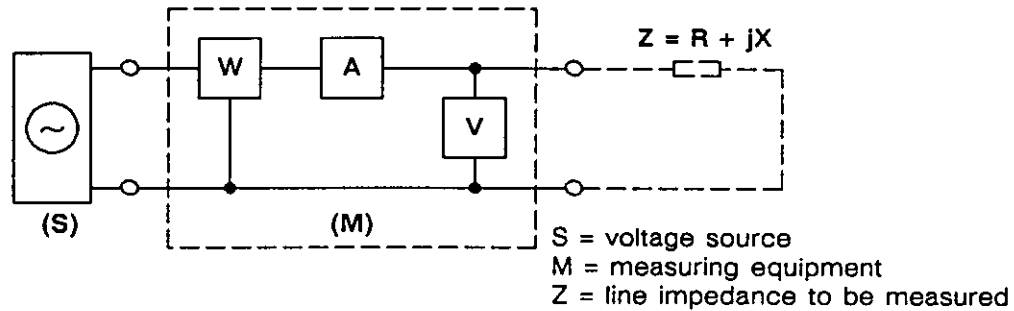 Z = R + jX
W
A
V
~
(S)
(M)
S = voltage source
M = measuring equipment
Z = line impedance to be measured